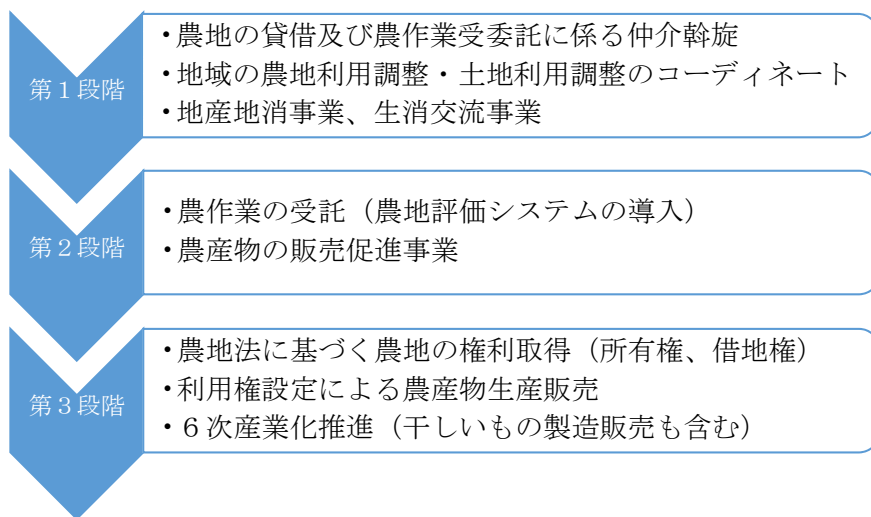 第１段階
・農地の貸借及び農作業受委託に係る仲介斡旋
・地域の農地利用調整・土地利用調整のコーディネート
・地産地消事業、生消交流事業
第２段階
・農作業の受託（農地評価システムの導入）
・農産物の販売促進事業
第３段階
・農地法に基づく農地の権利取得（所有権、借地権）
・利用権設定による農産物生産販売
・６次産業化推進（干しいもの製造販売も含む）